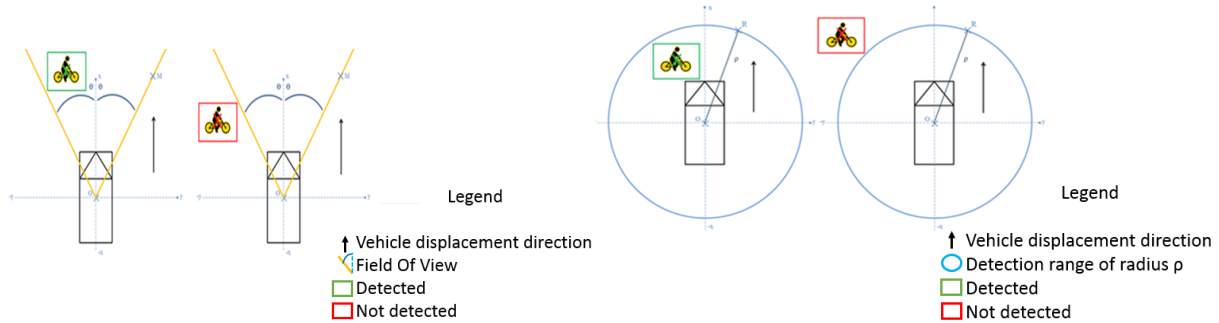 θ θ
x
M
O
-y
y
-x
θ θ
x
M
O
-y
y
-x
Legend
Vehicle displacement direction
Field Of View
Detected
Not detected
x
R
ρ
O
-y
y
-x
R
ρ
O
-y
y
-x
Legend
Vehicle displacement direction
Detection range of radius ρ
Detected
Not detected